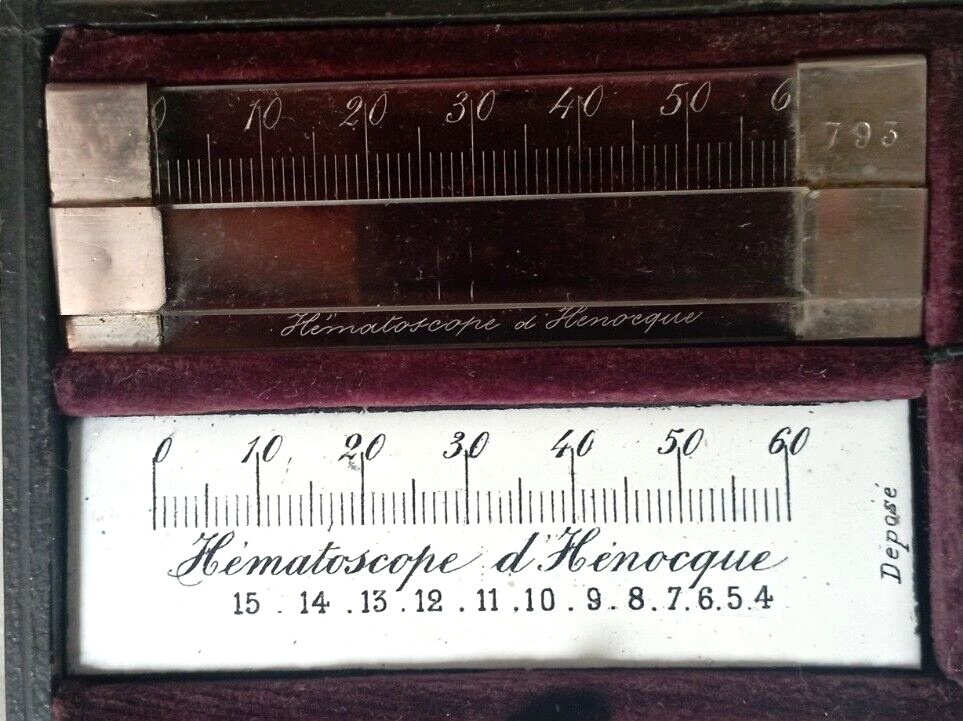 0 10 20 30 40 50 6
793
Hématoscope d'Hénocque
0 10 20 30 40 50 60
Hématoscope d'Hénocque
15 . 14 . 13 . 12 . 11 . 10 . 9 . 8 . 7 . 6 . 5 . 4
Déposé